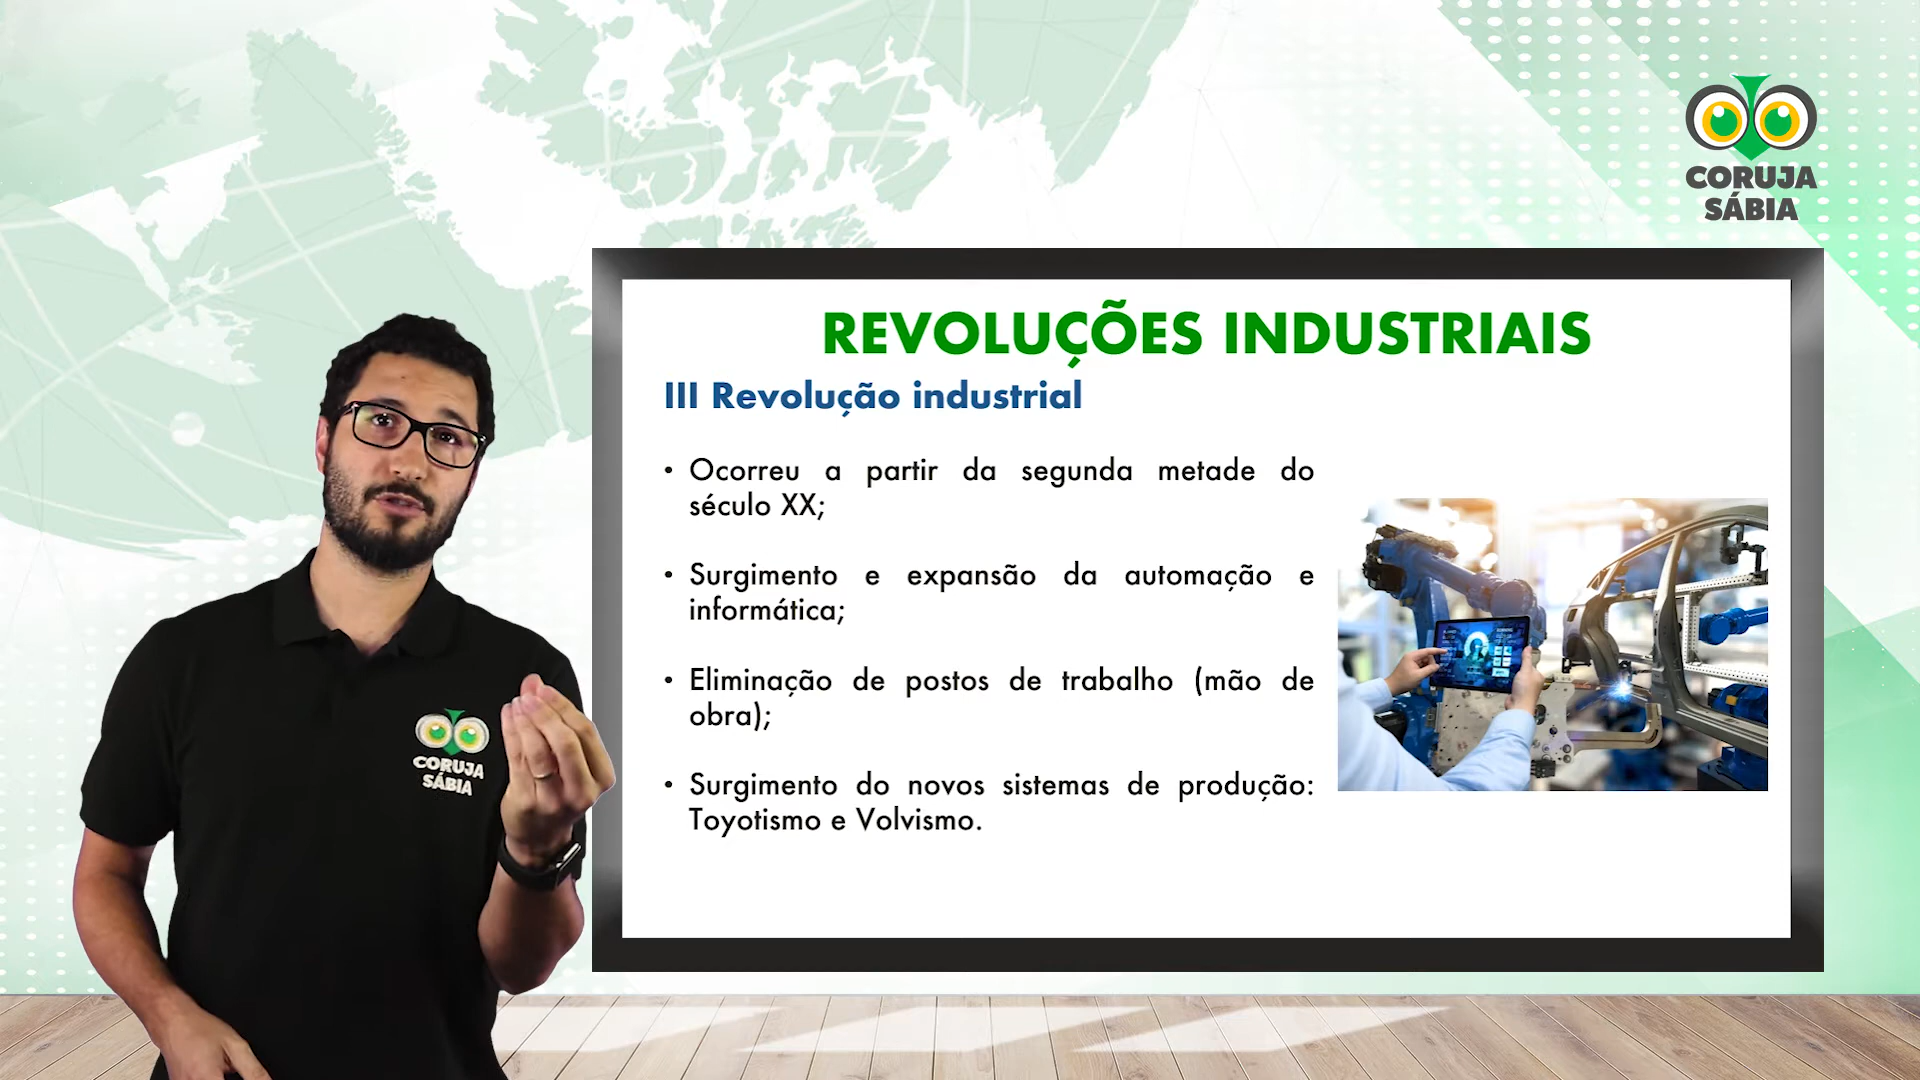 CORUJA
SÁBIA
REVOLUÇÕES INDUSTRIAIS
III Revolução industrial
• Ocorreu a partir da segunda metade do
século XX;
• Surgimento e expansão da automação e
informática;
• Eliminação de postos de trabalho (mão de
obra);
• Surgimento do novos sistemas de produção:
Toyotismo e Volvismo.
CORUJA
SÁBIA